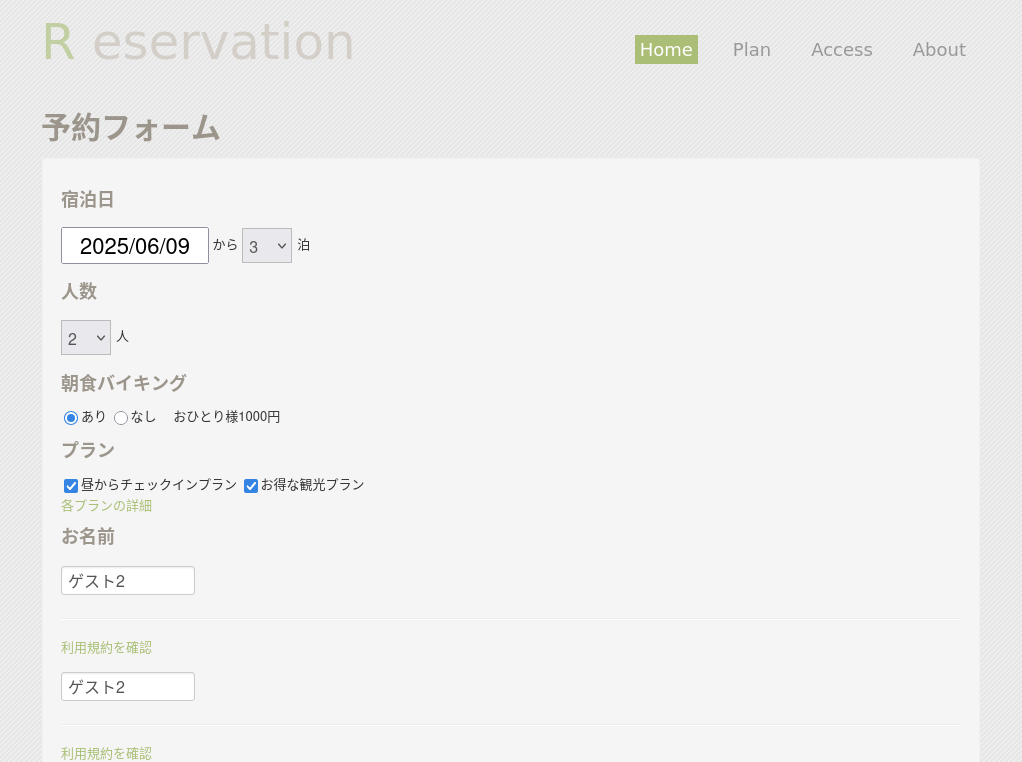 R eservation
Home Plan Access About
予約フォーム
宿泊日
2025/06/09 から 3 泊
人数
2 人
朝食バイキング
あり なし おひとり様1000円
プラン
昼からチェックインプラン お得な観光プラン
各プランの詳細
お名前
ゲスト2
利用規約を確認
ゲスト2
利用規約を確認